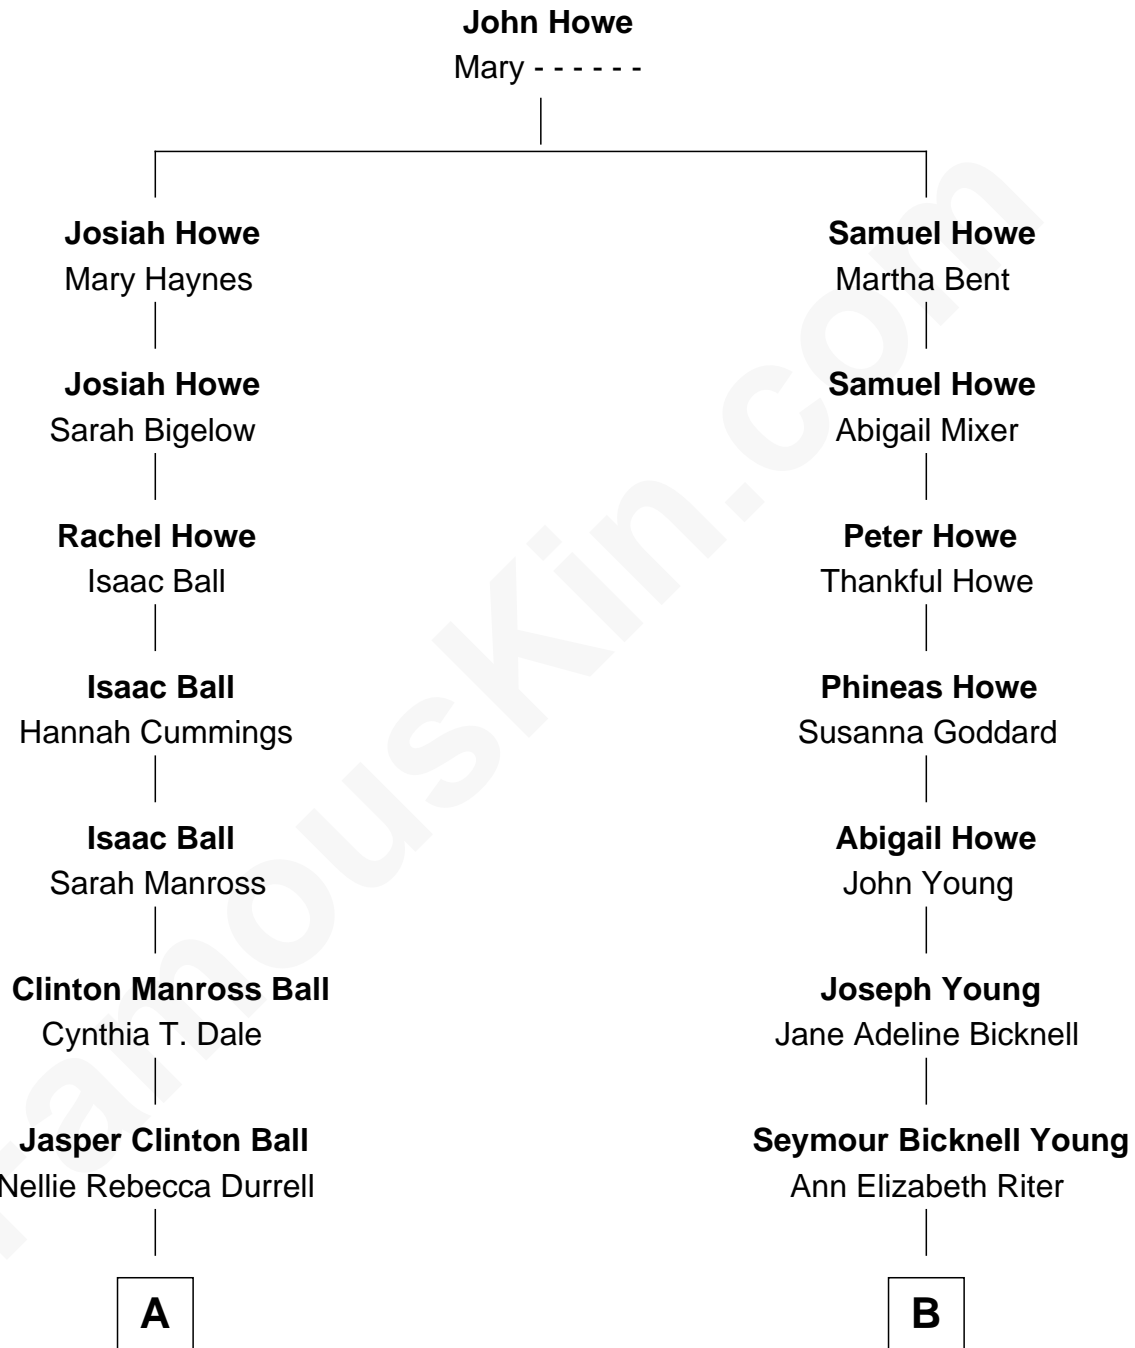 John Howe
Mary - - - - - -
Josiah Howe
Mary Haynes
Samuel Howe
Martha Bent
Josiah Howe
Sarah Bigelow
Samuel Howe
Abigail Mixer
Rachel Howe
Isaac Ball
Peter Howe
Thankful Howe
Isaac Ball
Hannah Cummings
Phineas Howe
Susanna Goddard
Isaac Ball
Sarah Manross
Abigail Howe
John Young
Clinton Manross Ball
Cynthia T. Dale
Joseph Young
Jane Adeline Bicknell
Jasper Clinton Ball
Nellie Rebecca Durrell
Seymour Bicknell Young
Ann Elizabeth Riter
A
B
FamousKin.com